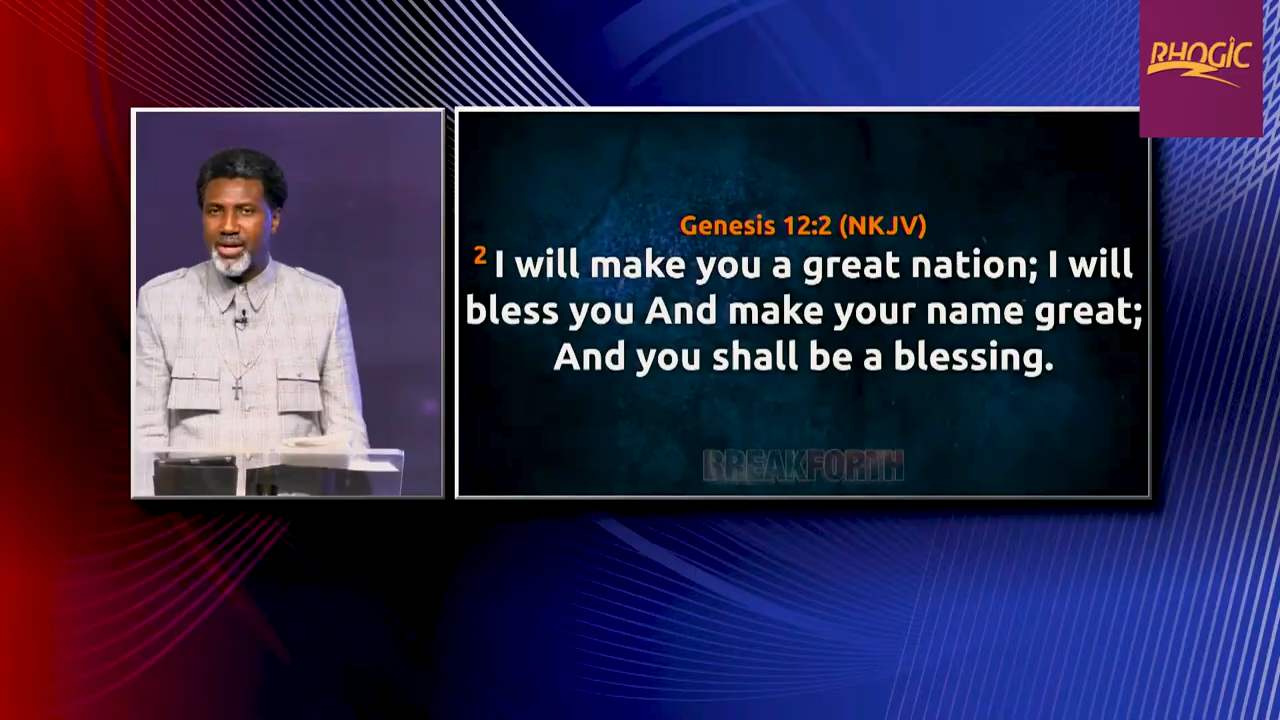 RHOGIC
Genesis 12:2 (NKJV)
2 I will make you a great nation; I will
bless you And make your name great;
And you shall be a blessing.
BREAKFORTH